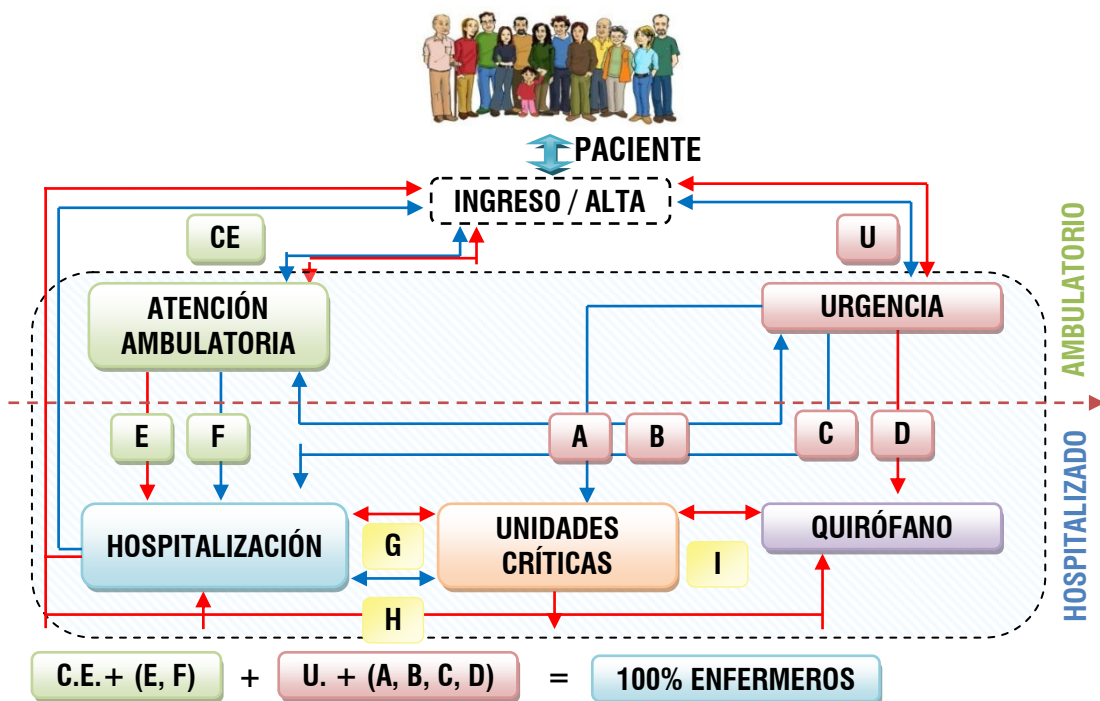 PACIENTE
INGRESO / ALTA
CE
U
ATENCIÓN
AMBULATORIA
URGENCIA
AMBULATORIO
E
F
A
B
C
D
HOSPITALIZADO
HOSPITALIZACIÓN
G
UNIDADES
CRÍTICAS
I
QUIRÓFANO
H
C.E.+ (E, F) + U. + (A, B, C, D) = 100% ENFERMEROS